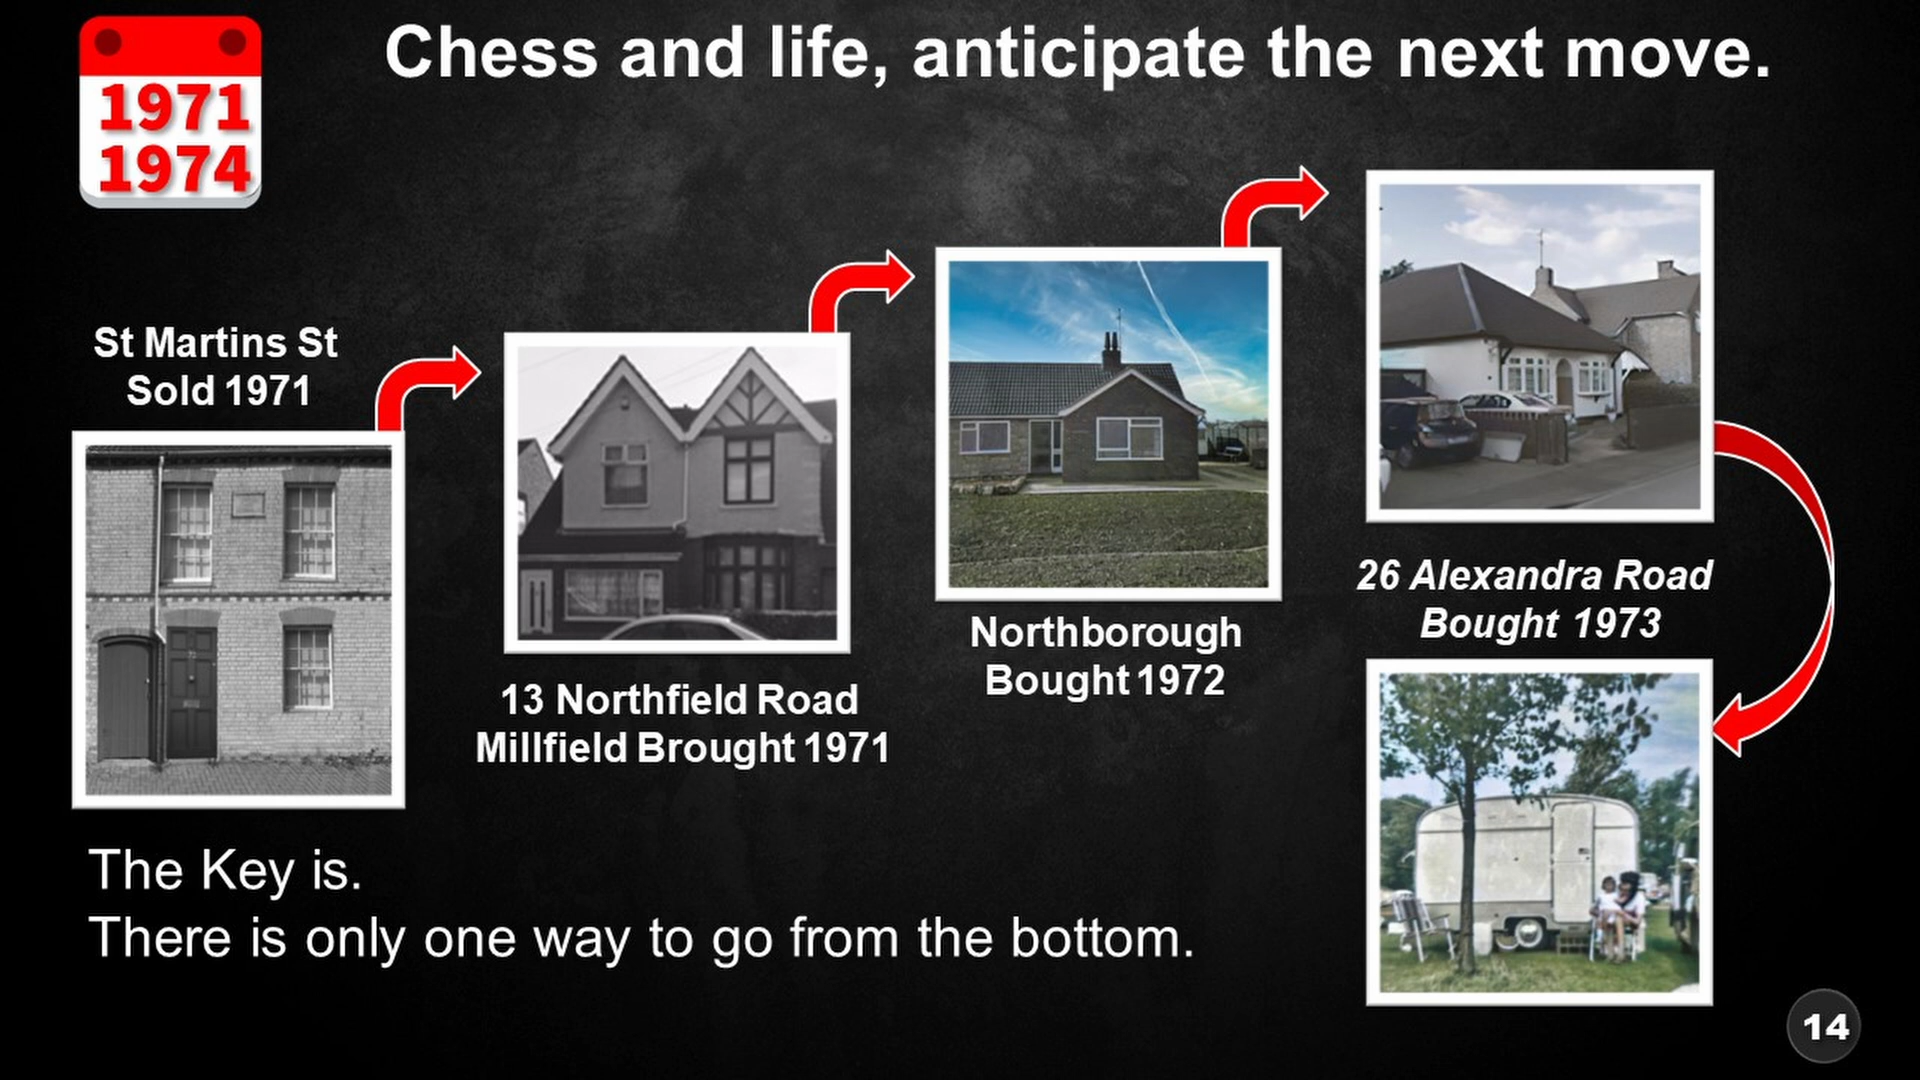 1971
1974
Chess and life, anticipate the next move.
St Martins St
Sold 1971
13 Northfield Road
Millfield Brought 1971
Northborough
Bought 1972
26 Alexandra Road
Bought 1973
The Key is.
There is only one way to go from the bottom.
14